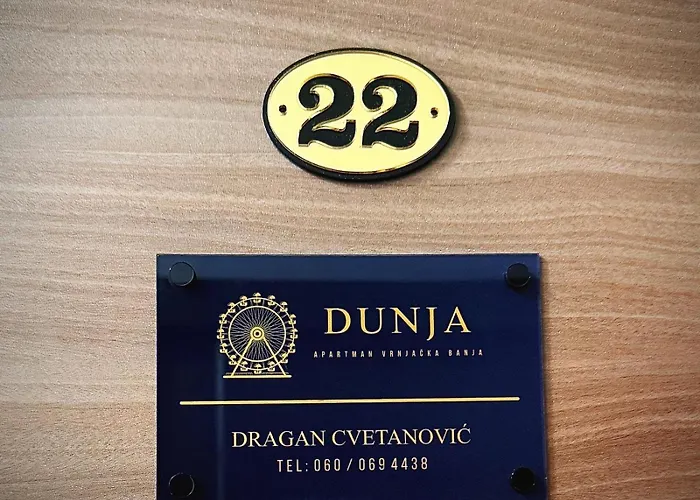 22
DUNJA
APARTMAN VRNJAČKA BANJA
DRAGAN CVETANOVIĆ
TEL: 060 / 069 4438